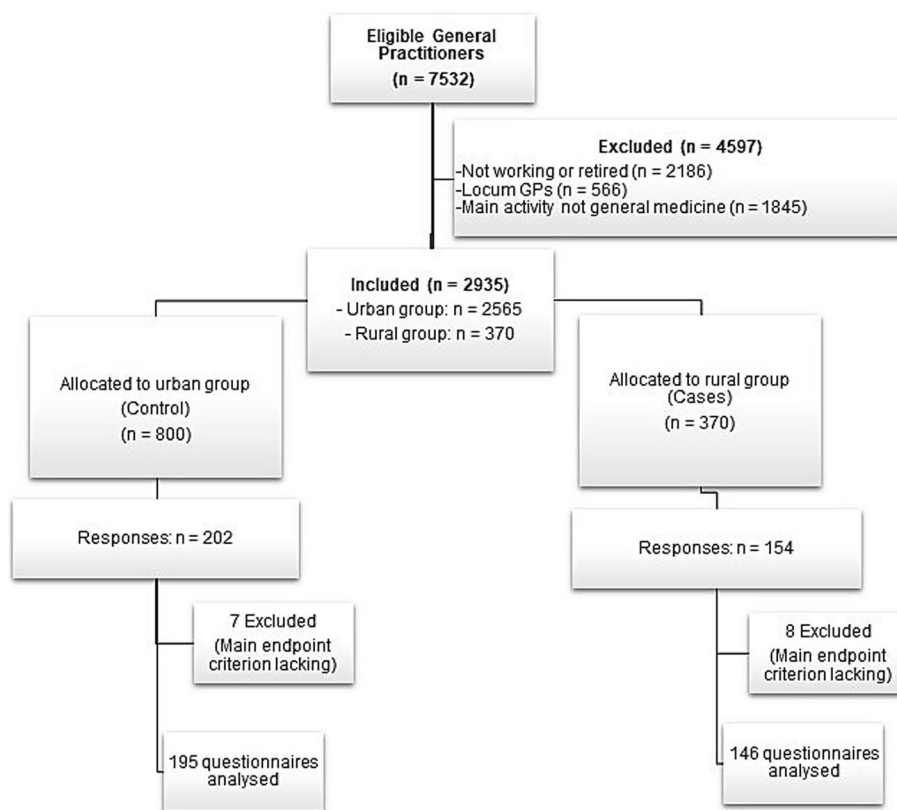 Eligible General
Practitioners
(n = 7532)
Excluded (n = 4597)
-Not working or retired (n = 2186)
-Locum GPs (n = 566)
-Main activity not general medicine (n = 1845)
Included (n = 2935)
- Urban group: n = 2565
- Rural group: n = 370
Allocated to urban group
(Control)
(n = 800)
Allocated to rural group
(Cases)
(n = 370)
Responses: n = 202
Responses: n = 154
7 Excluded
(Main endpoint
criterion lacking)
8 Excluded
(Main endpoint
criterion lacking)
195 questionnaires
analysed
146 questionnaires
analysed